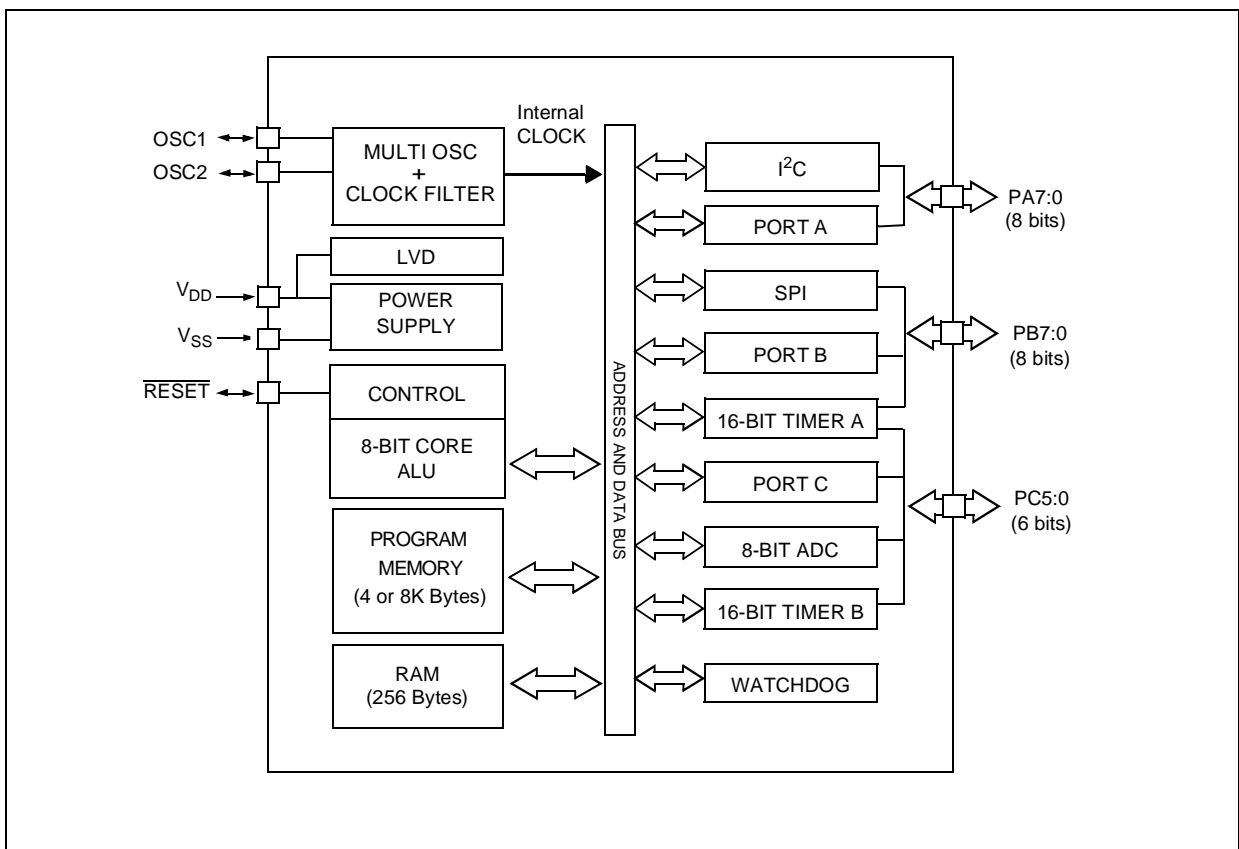 OSC1
OSC2
V_DD
V_SS
RESET
MULTI OSC
+
CLOCK FILTER
Internal
CLOCK
LVD
POWER
SUPPLY
CONTROL
8-BIT CORE
ALU
PROGRAM
MEMORY
(4 or 8K Bytes)
RAM
(256 Bytes)
ADDRESS AND DATA BUS
I²C
PORT A
SPI
PORT B
16-BIT TIMER A
PORT C
8-BIT ADC
16-BIT TIMER B
WATCHDOG
PA7:0
(8 bits)
PB7:0
(8 bits)
PC5:0
(6 bits)